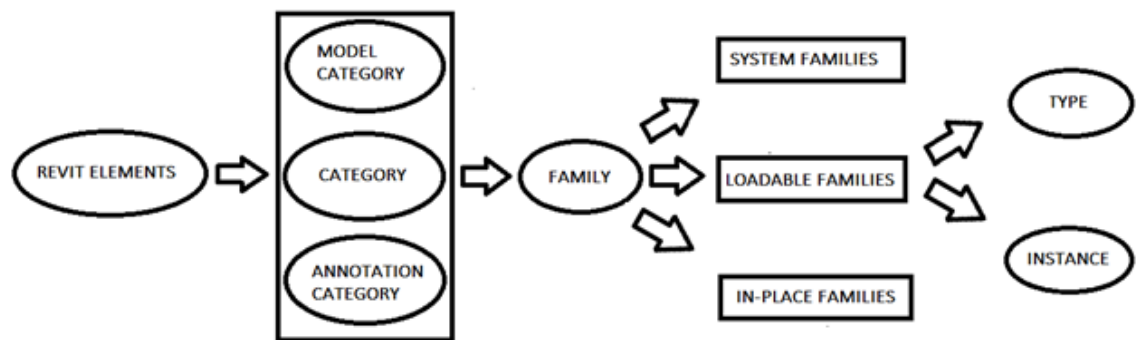 REVIT ELEMENTS
MODEL
CATEGORY
CATEGORY
ANNOTATION
CATEGORY
FAMILY
SYSTEM FAMILIES
LOADABLE FAMILIES
IN-PLACE FAMILIES
TYPE
INSTANCE